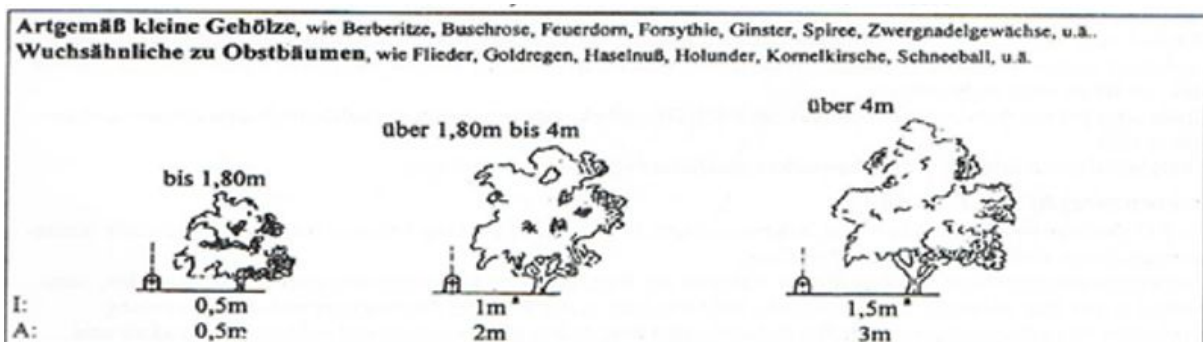 Artgemäß kleine Gehölze, wie Berberitze, Buschrose, Feuerdorn, Forsythie, Ginster, Spiree, Zwergnadelgewächse, u.ä..
Wuchsähnliche zu Obstbäumen, wie Flieder, Goldregen, Haselnuß, Holunder, Kornelkirsche, Schneeball, u.ä.
bis 1,80m
über 1,80m bis 4m
über 4m
I: 0,5m 1m* 1,5m*
A: 0,5m 2m 3m